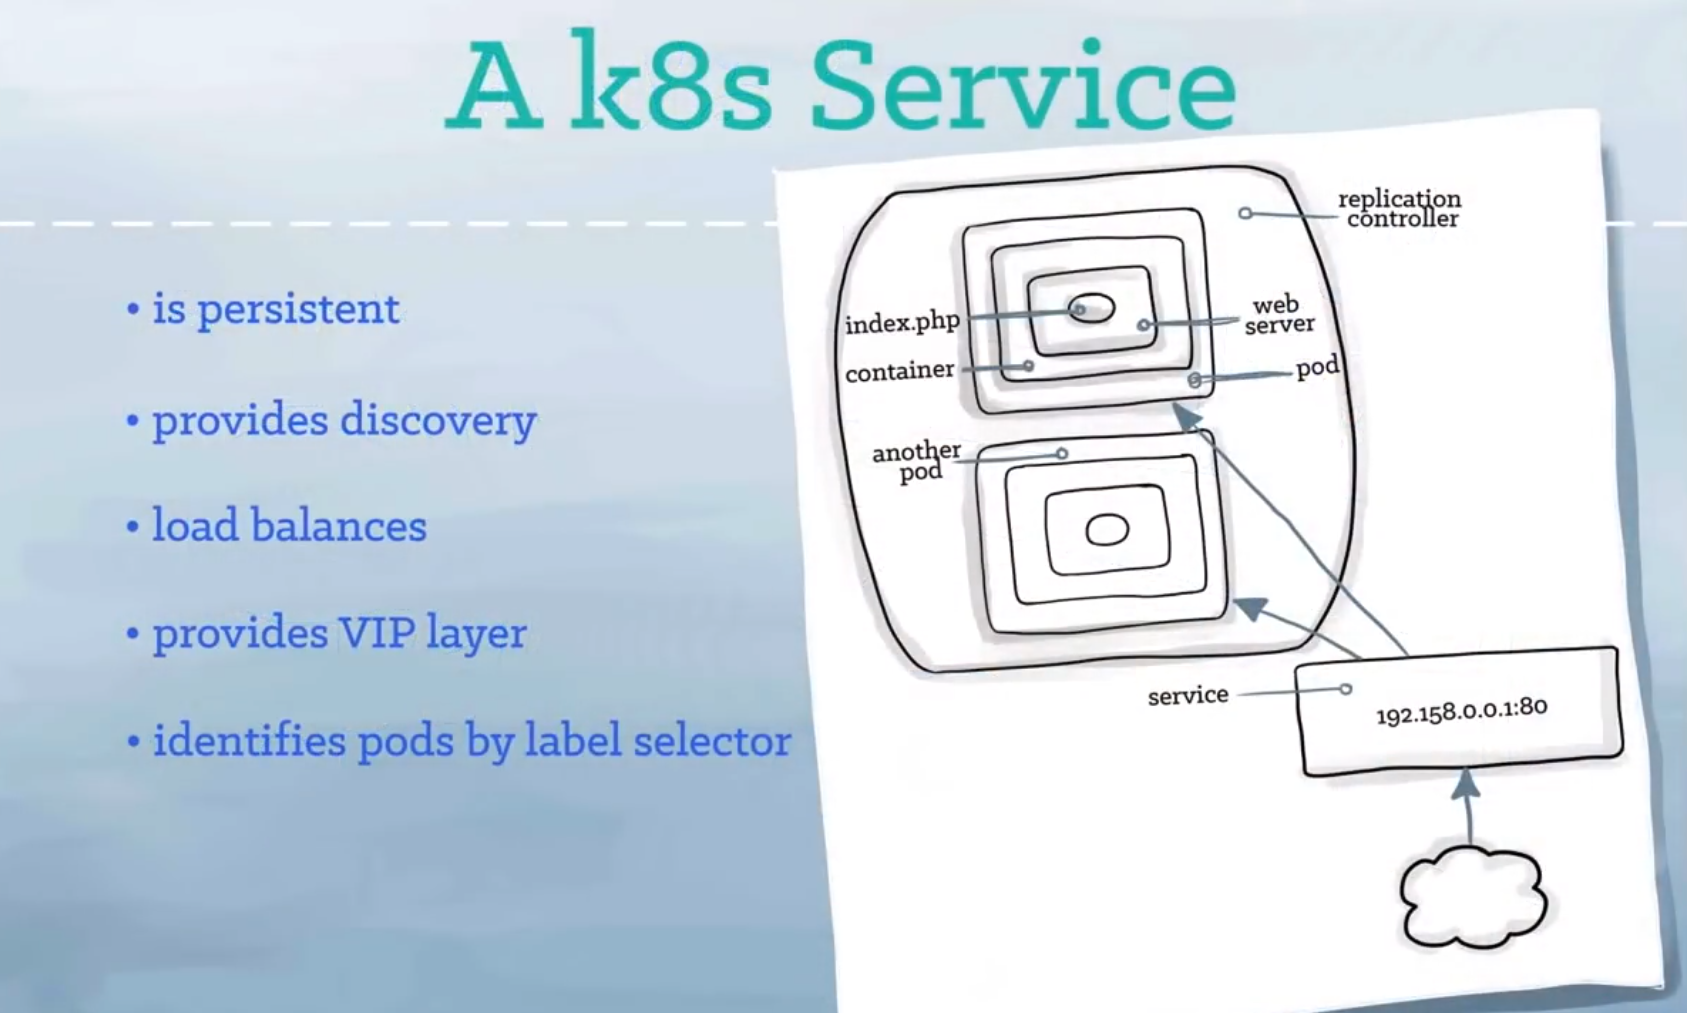 A k8s Service
• is persistent
• provides discovery
• load balances
• provides VIP layer
• identifies pods by label selector
replication
controller
index.php
web
server
container
pod
another
pod
service
192.158.0.0.1:80